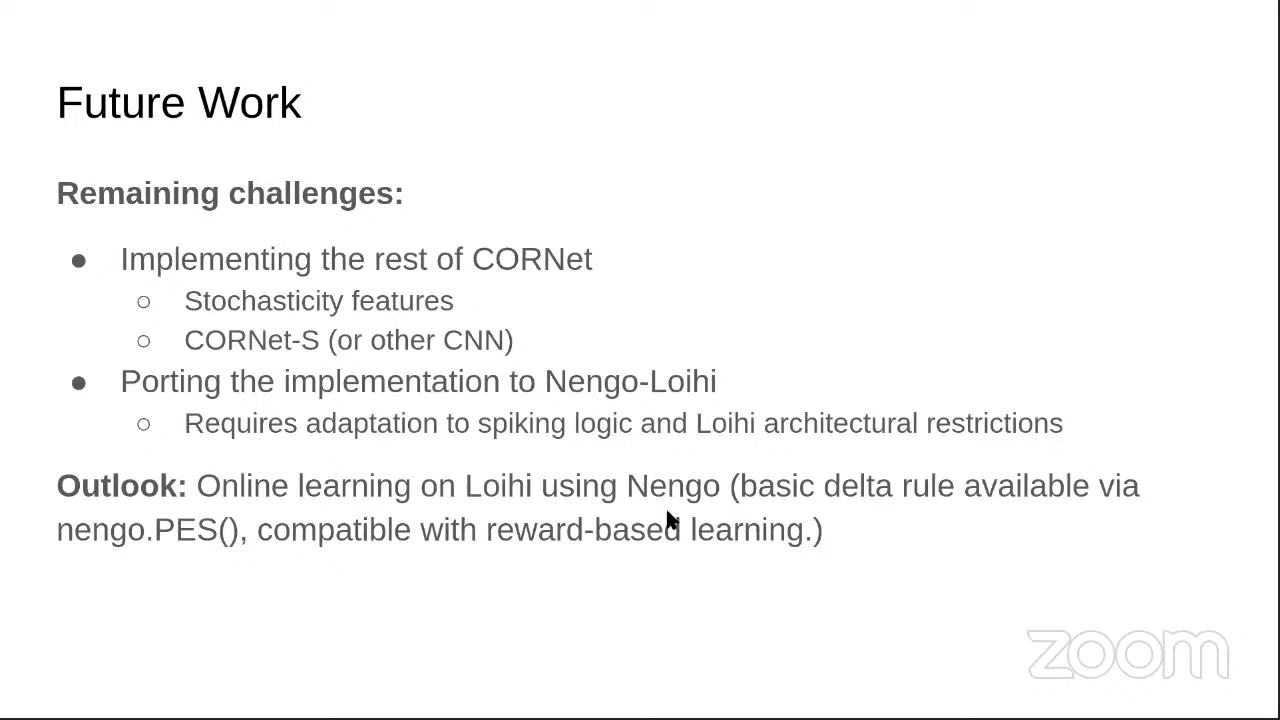 Future Work
Remaining challenges:
● Implementing the rest of CORNet
○ Stochasticity features
○ CORNet-S (or other CNN)
● Porting the implementation to Nengo-Loihi
○ Requires adaptation to spiking logic and Loihi architectural restrictions
Outlook: Online learning on Loihi using Nengo (basic delta rule available via
nengo.PES(), compatible with reward-based learning.)
zoom